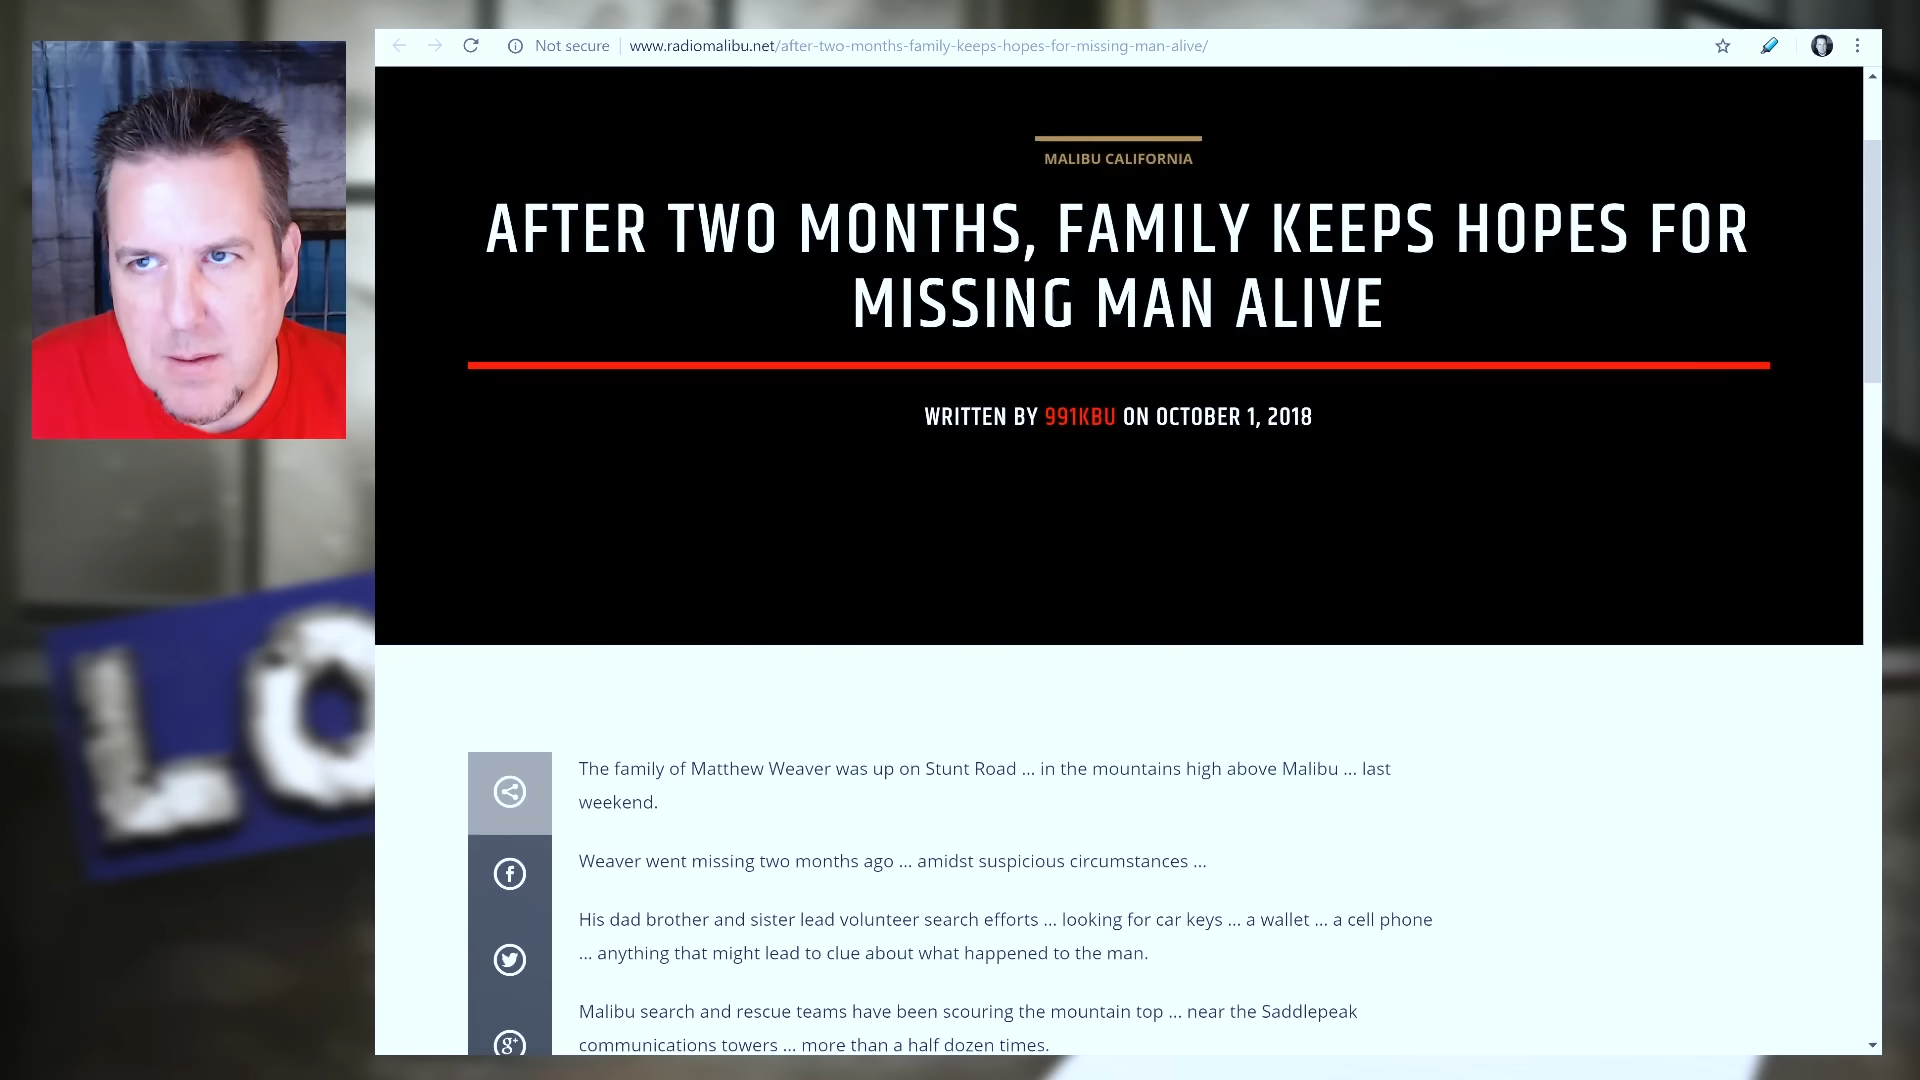 Not secure www.radiomalibu.net/after-two-months-family-keeps-hopes-for-missing-man-alive/
MALIBU CALIFORNIA
AFTER TWO MONTHS, FAMILY KEEPS HOPES FOR
MISSING MAN ALIVE
WRITTEN BY 991KBU ON OCTOBER 1, 2018
LO
The family of Matthew Weaver was up on Stunt Road ... in the mountains high above Malibu ... last
weekend.
Weaver went missing two months ago ... amidst suspicious circumstances ...
His dad brother and sister lead volunteer search efforts ... looking for car keys ... a wallet ... a cell phone
... anything that might lead to clue about what happened to the man.
Malibu search and rescue teams have been scouring the mountain top ... near the Saddlepeak
communications towers ... more than a half dozen times.